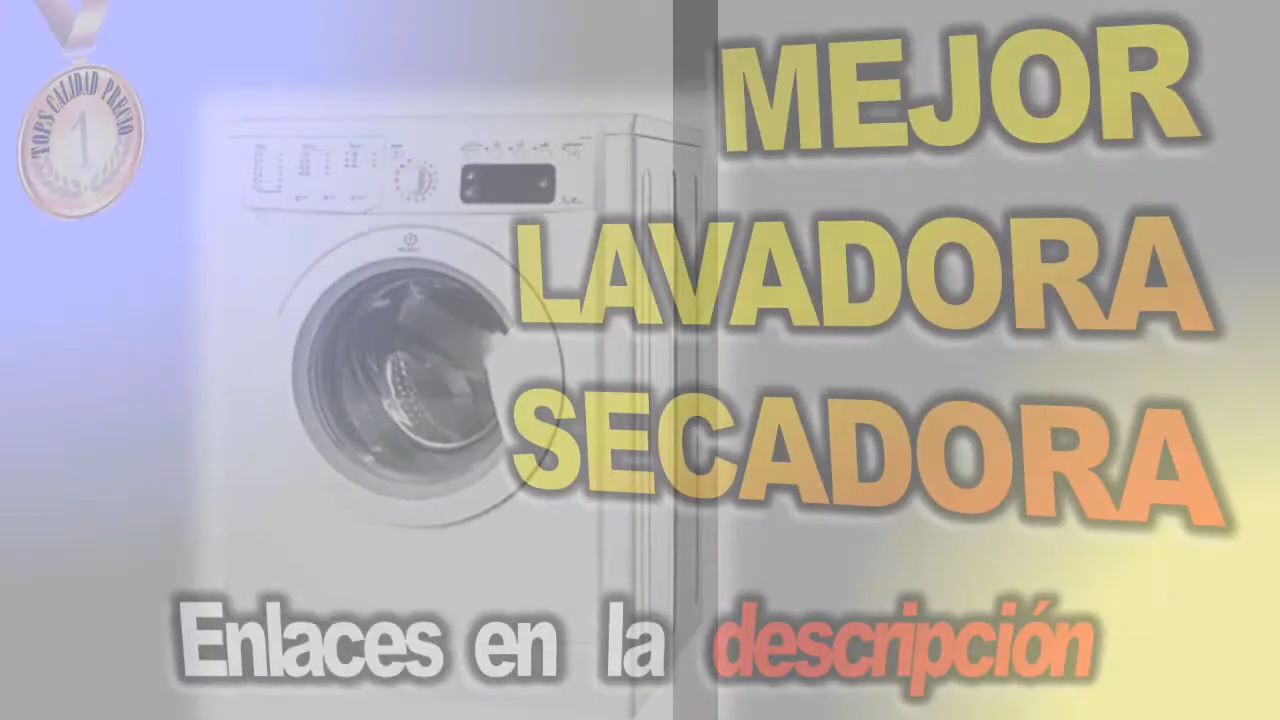 TOPS CALIDAD PRECIO
1
MEJOR
LAVADORA
SECADORA
Enlaces en la descripción